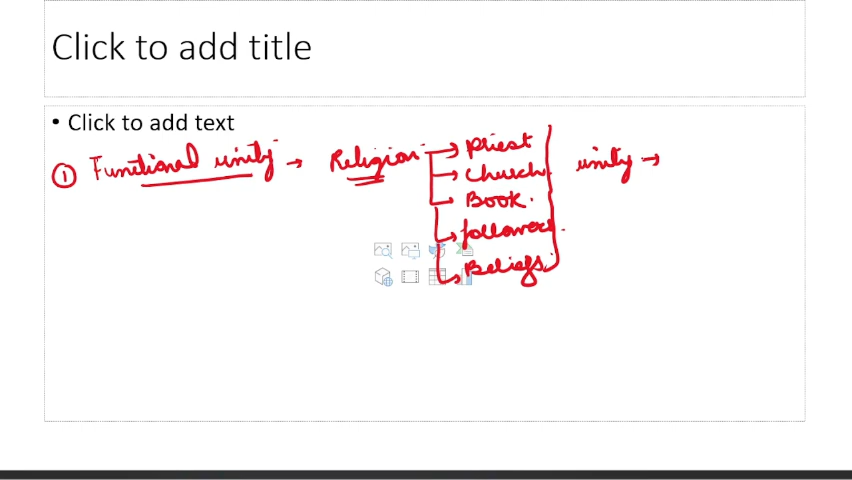 Click to add title
• Click to add text
① Functional unity → Religion → Priest unity →
→ Church
→ Book.
→ followers.
→ Beliefs.